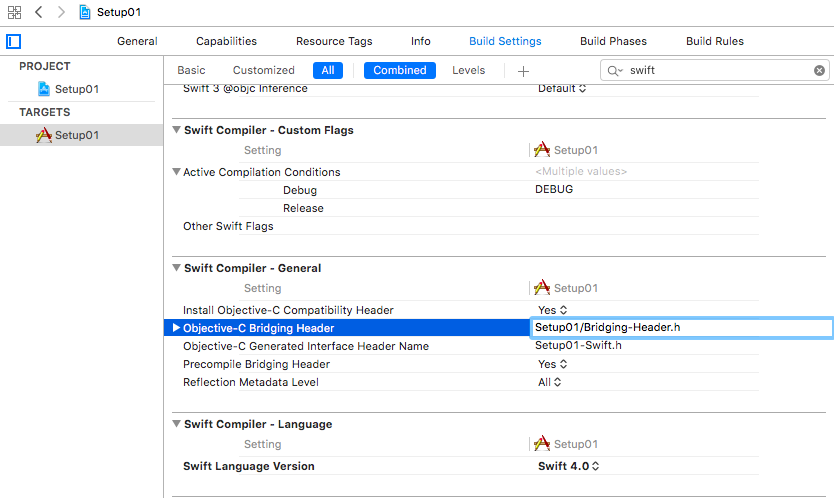 Setup01
General Capabilities Resource Tags Info Build Settings Build Phases Build Rules
PROJECT
Setup01
TARGETS
Setup01
Basic Customized All Combined Levels + swift
Swift 3 @objc Inference Default
Swift Compiler - Custom Flags
Setting Setup01
Active Compilation Conditions <Multiple values>
Debug DEBUG
Release
Other Swift Flags
Swift Compiler - General
Setting Setup01
Install Objective-C Compatibility Header Yes
Objective-C Bridging Header Setup01/Bridging-Header.h
Objective-C Generated Interface Header Name Setup01-Swift.h
Precompile Bridging Header Yes
Reflection Metadata Level All
Swift Compiler - Language
Setting Setup01
Swift Language Version Swift 4.0